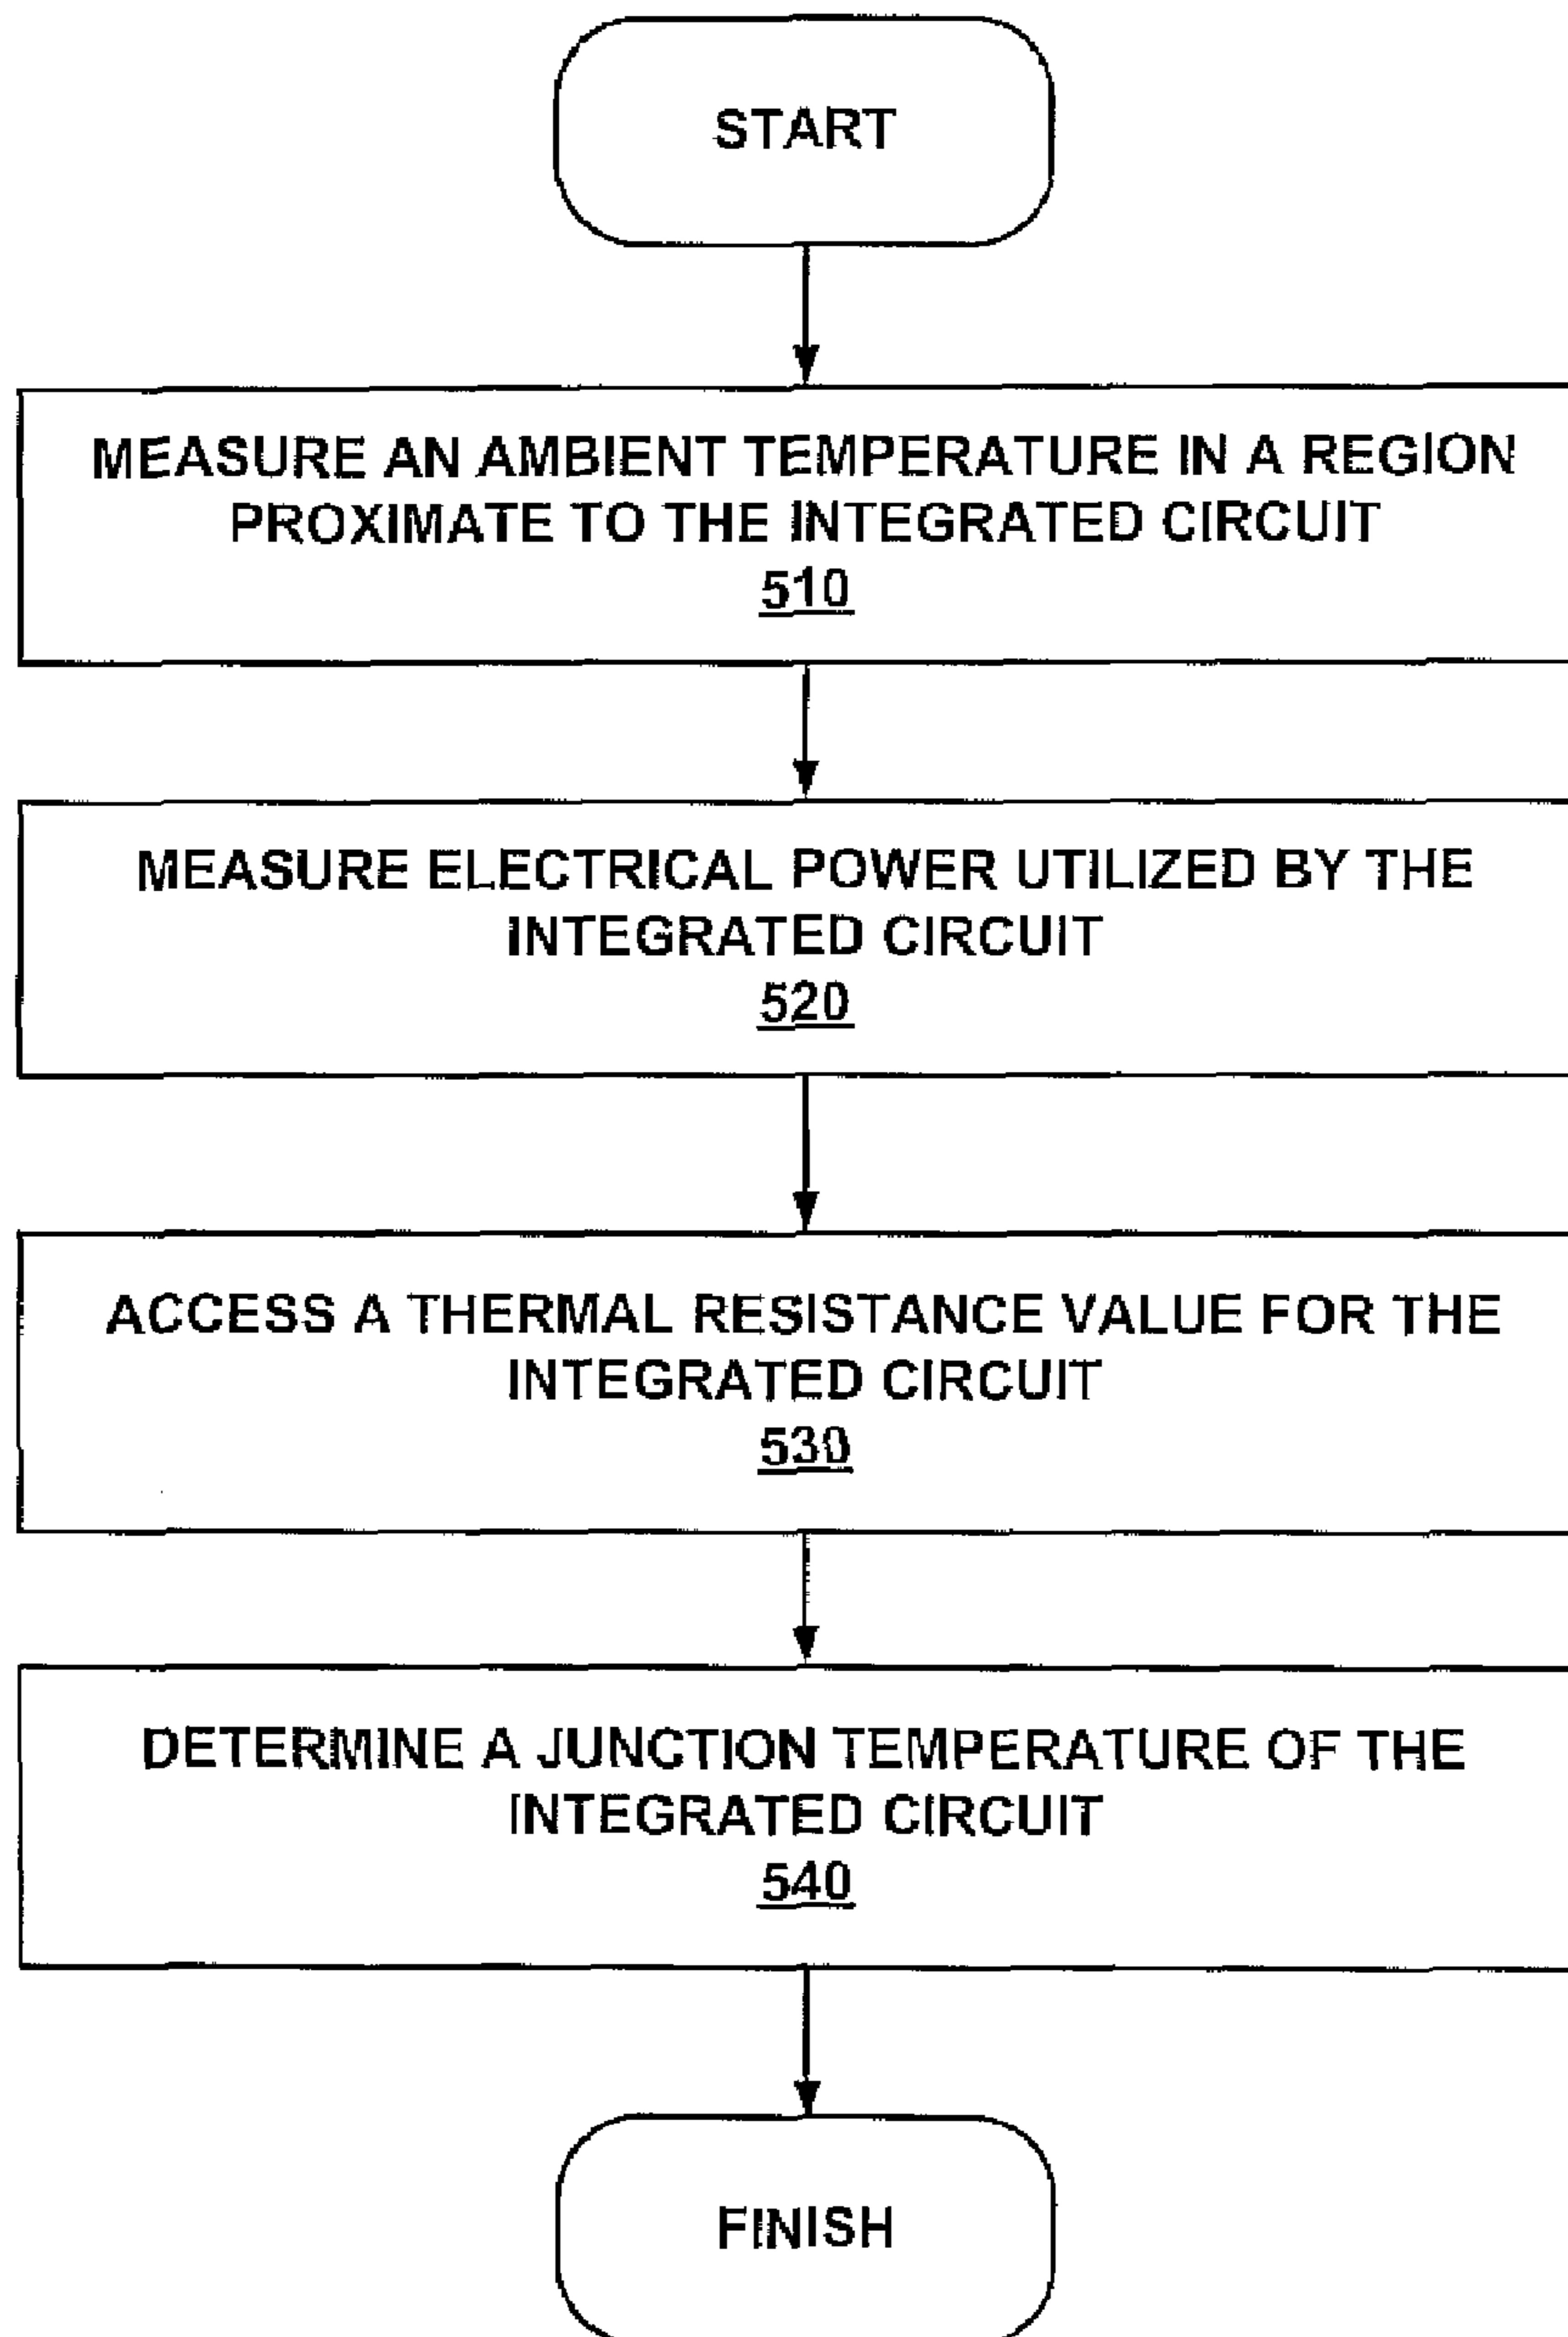 START
MEASURE AN AMBIENT TEMPERATURE IN A REGION
PROXIMATE TO THE INTEGRATED CIRCUIT
510
MEASURE ELECTRICAL POWER UTILIZED BY THE
INTEGRATED CIRCUIT
520
ACCESS A THERMAL RESISTANCE VALUE FOR THE
INTEGRATED CIRCUIT
530
DETERMINE A JUNCTION TEMPERATURE OF THE
INTEGRATED CIRCUIT
540
FINISH